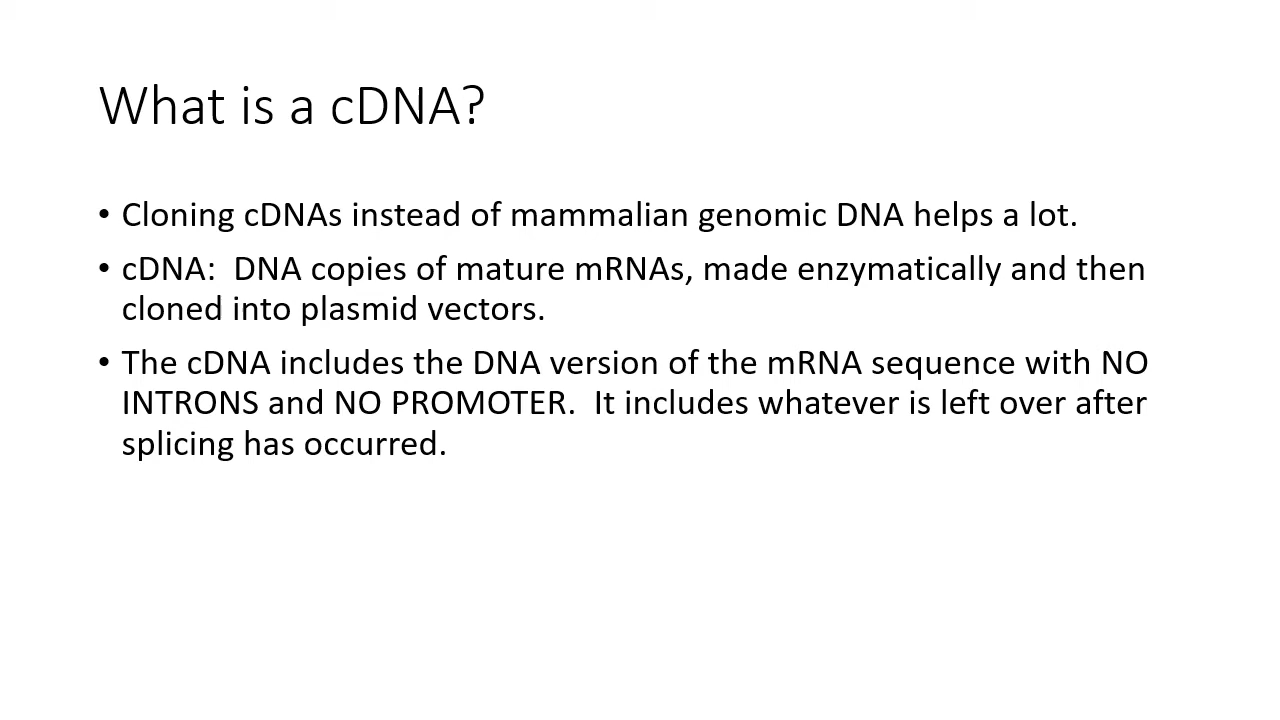 What is a cDNA?
• Cloning cDNAs instead of mammalian genomic DNA helps a lot.
• cDNA:  DNA copies of mature mRNAs, made enzymatically and then
cloned into plasmid vectors.
• The cDNA includes the DNA version of the mRNA sequence with NO
INTRONS and NO PROMOTER.  It includes whatever is left over after
splicing has occurred.